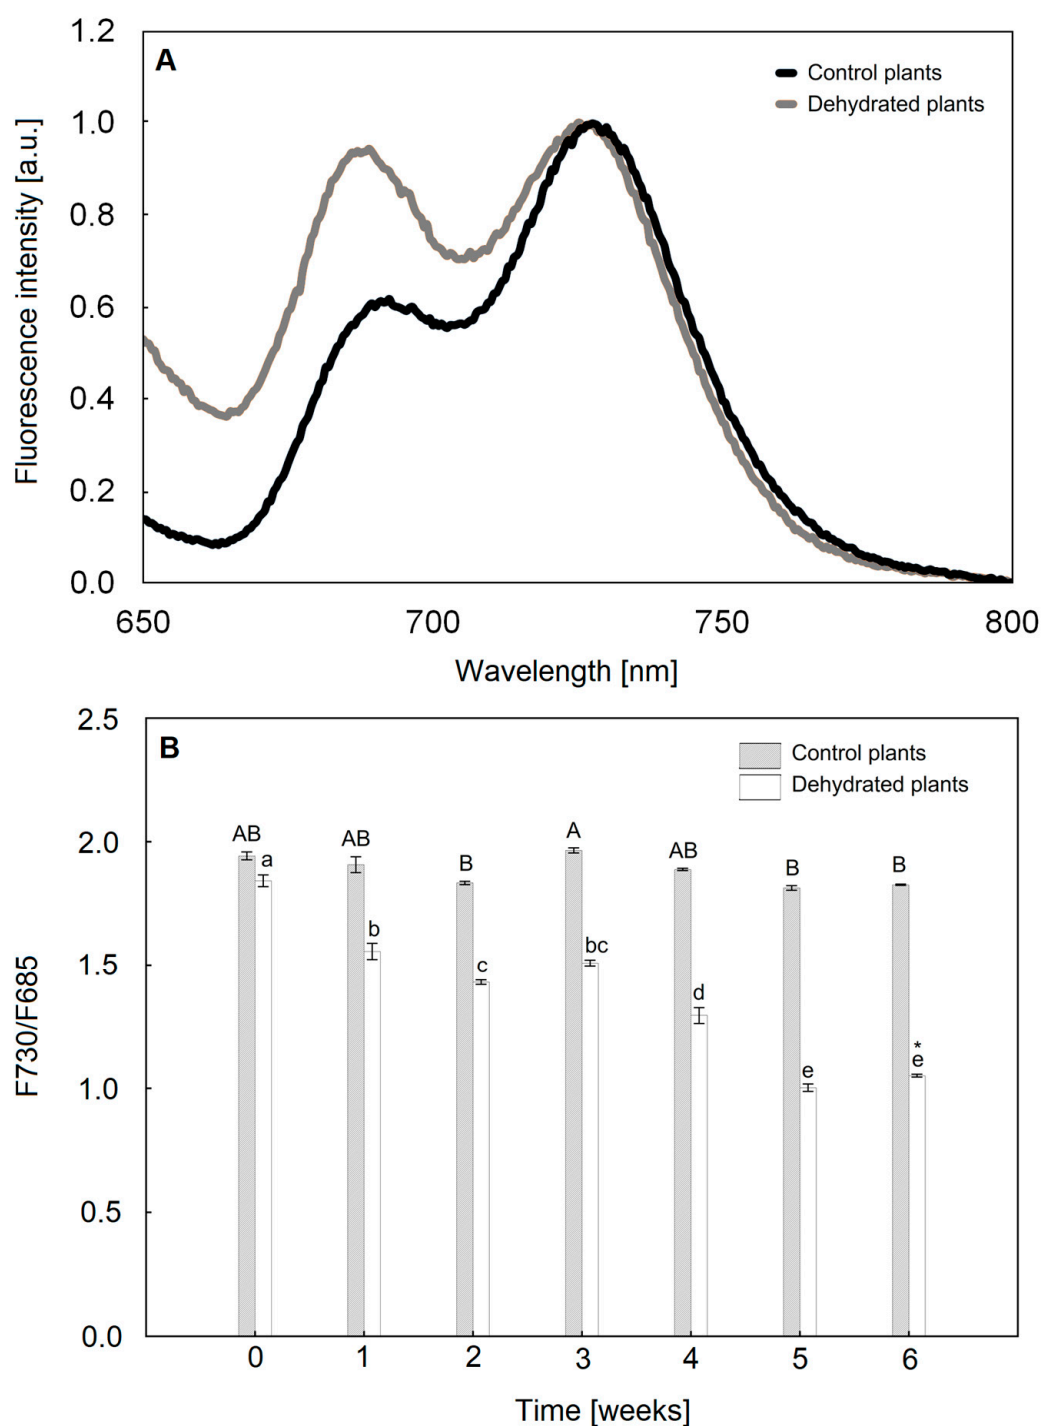 A
Control plants
Dehydrated plants
Fluorescence intensity [a.u.]
1.2
1.0
0.8
0.6
0.4
0.2
0.0
650 700 750 800
Wavelength [nm]
B
Control plants
Dehydrated plants
F730/F685
2.5
2.0
1.5
1.0
0.5
0.0
AB a AB b B c A bc AB d B e B * e
0 1 2 3 4 5 6
Time [weeks]